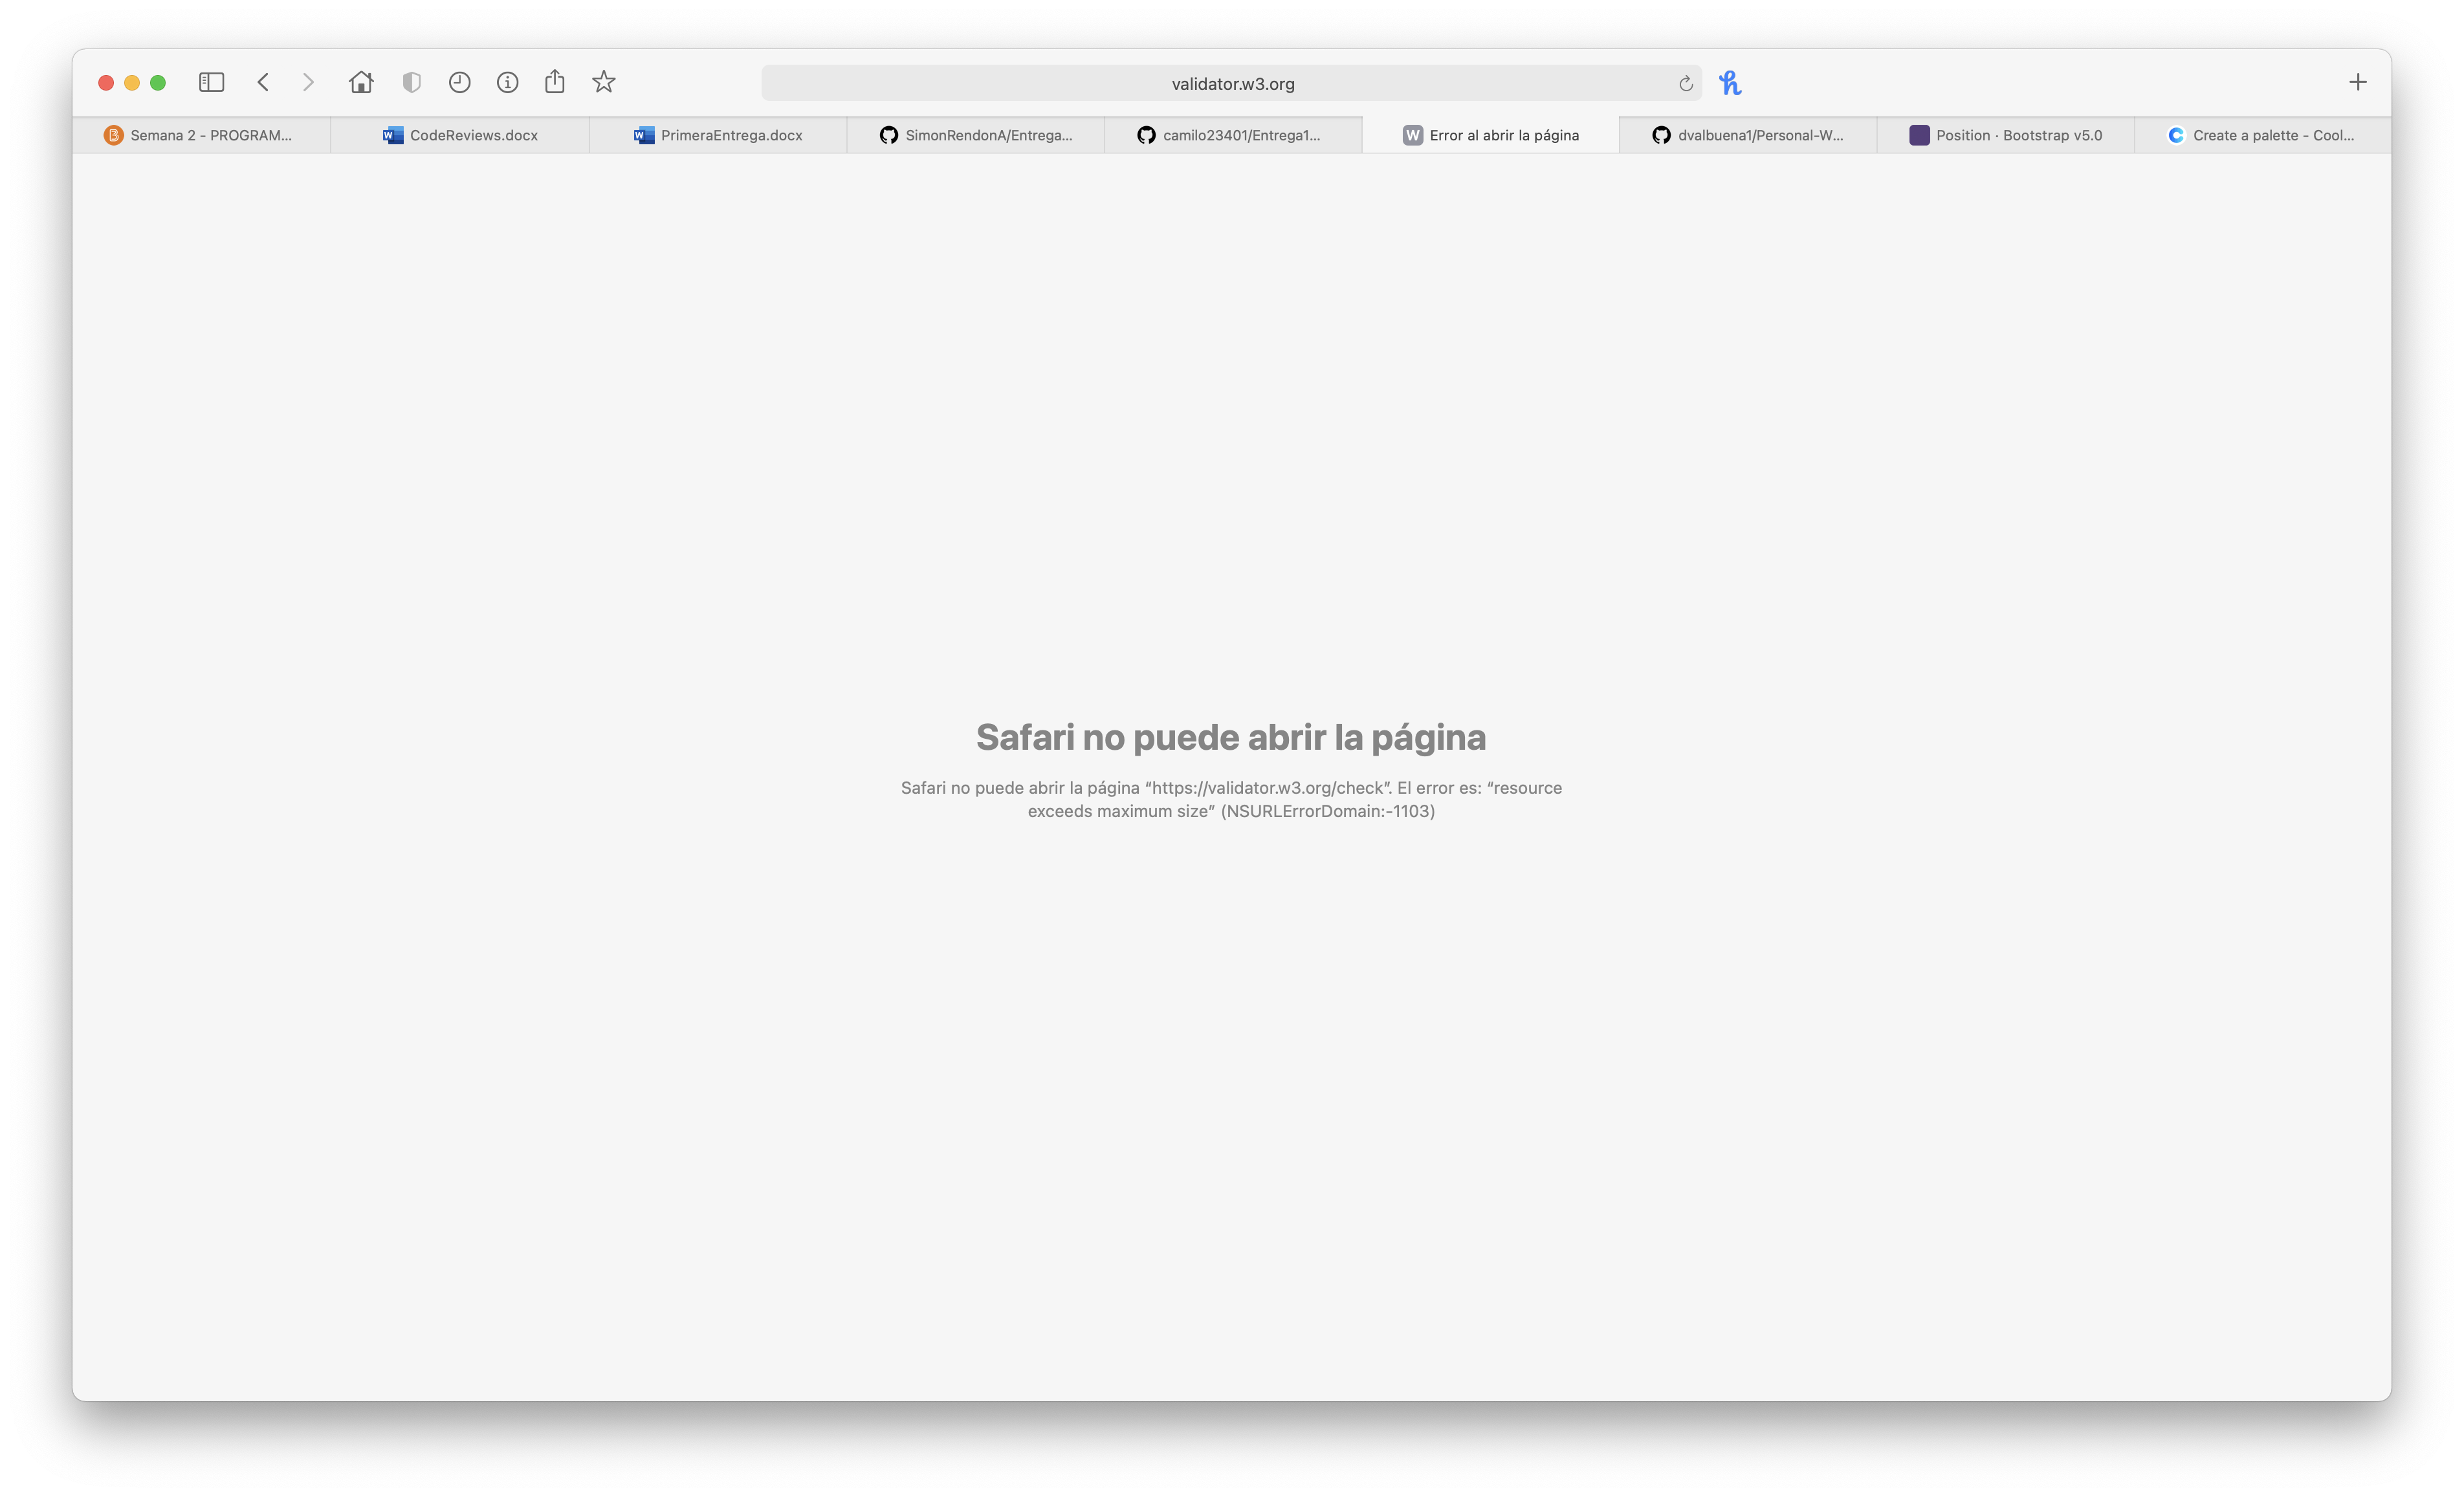 validator.w3.org
Semana 2 - PROGRAM...
CodeReviews.docx
PrimeraEntrega.docx
SimonRendonA/Entrega...
camilo23401/Entrega1...
W Error al abrir la página
dvalbuena1/Personal-W...
Position · Bootstrap v5.0
Create a palette - Cool...
Safari no puede abrir la página
Safari no puede abrir la página “https://validator.w3.org/check”. El error es: “resource
exceeds maximum size” (NSURLErrorDomain:-1103)